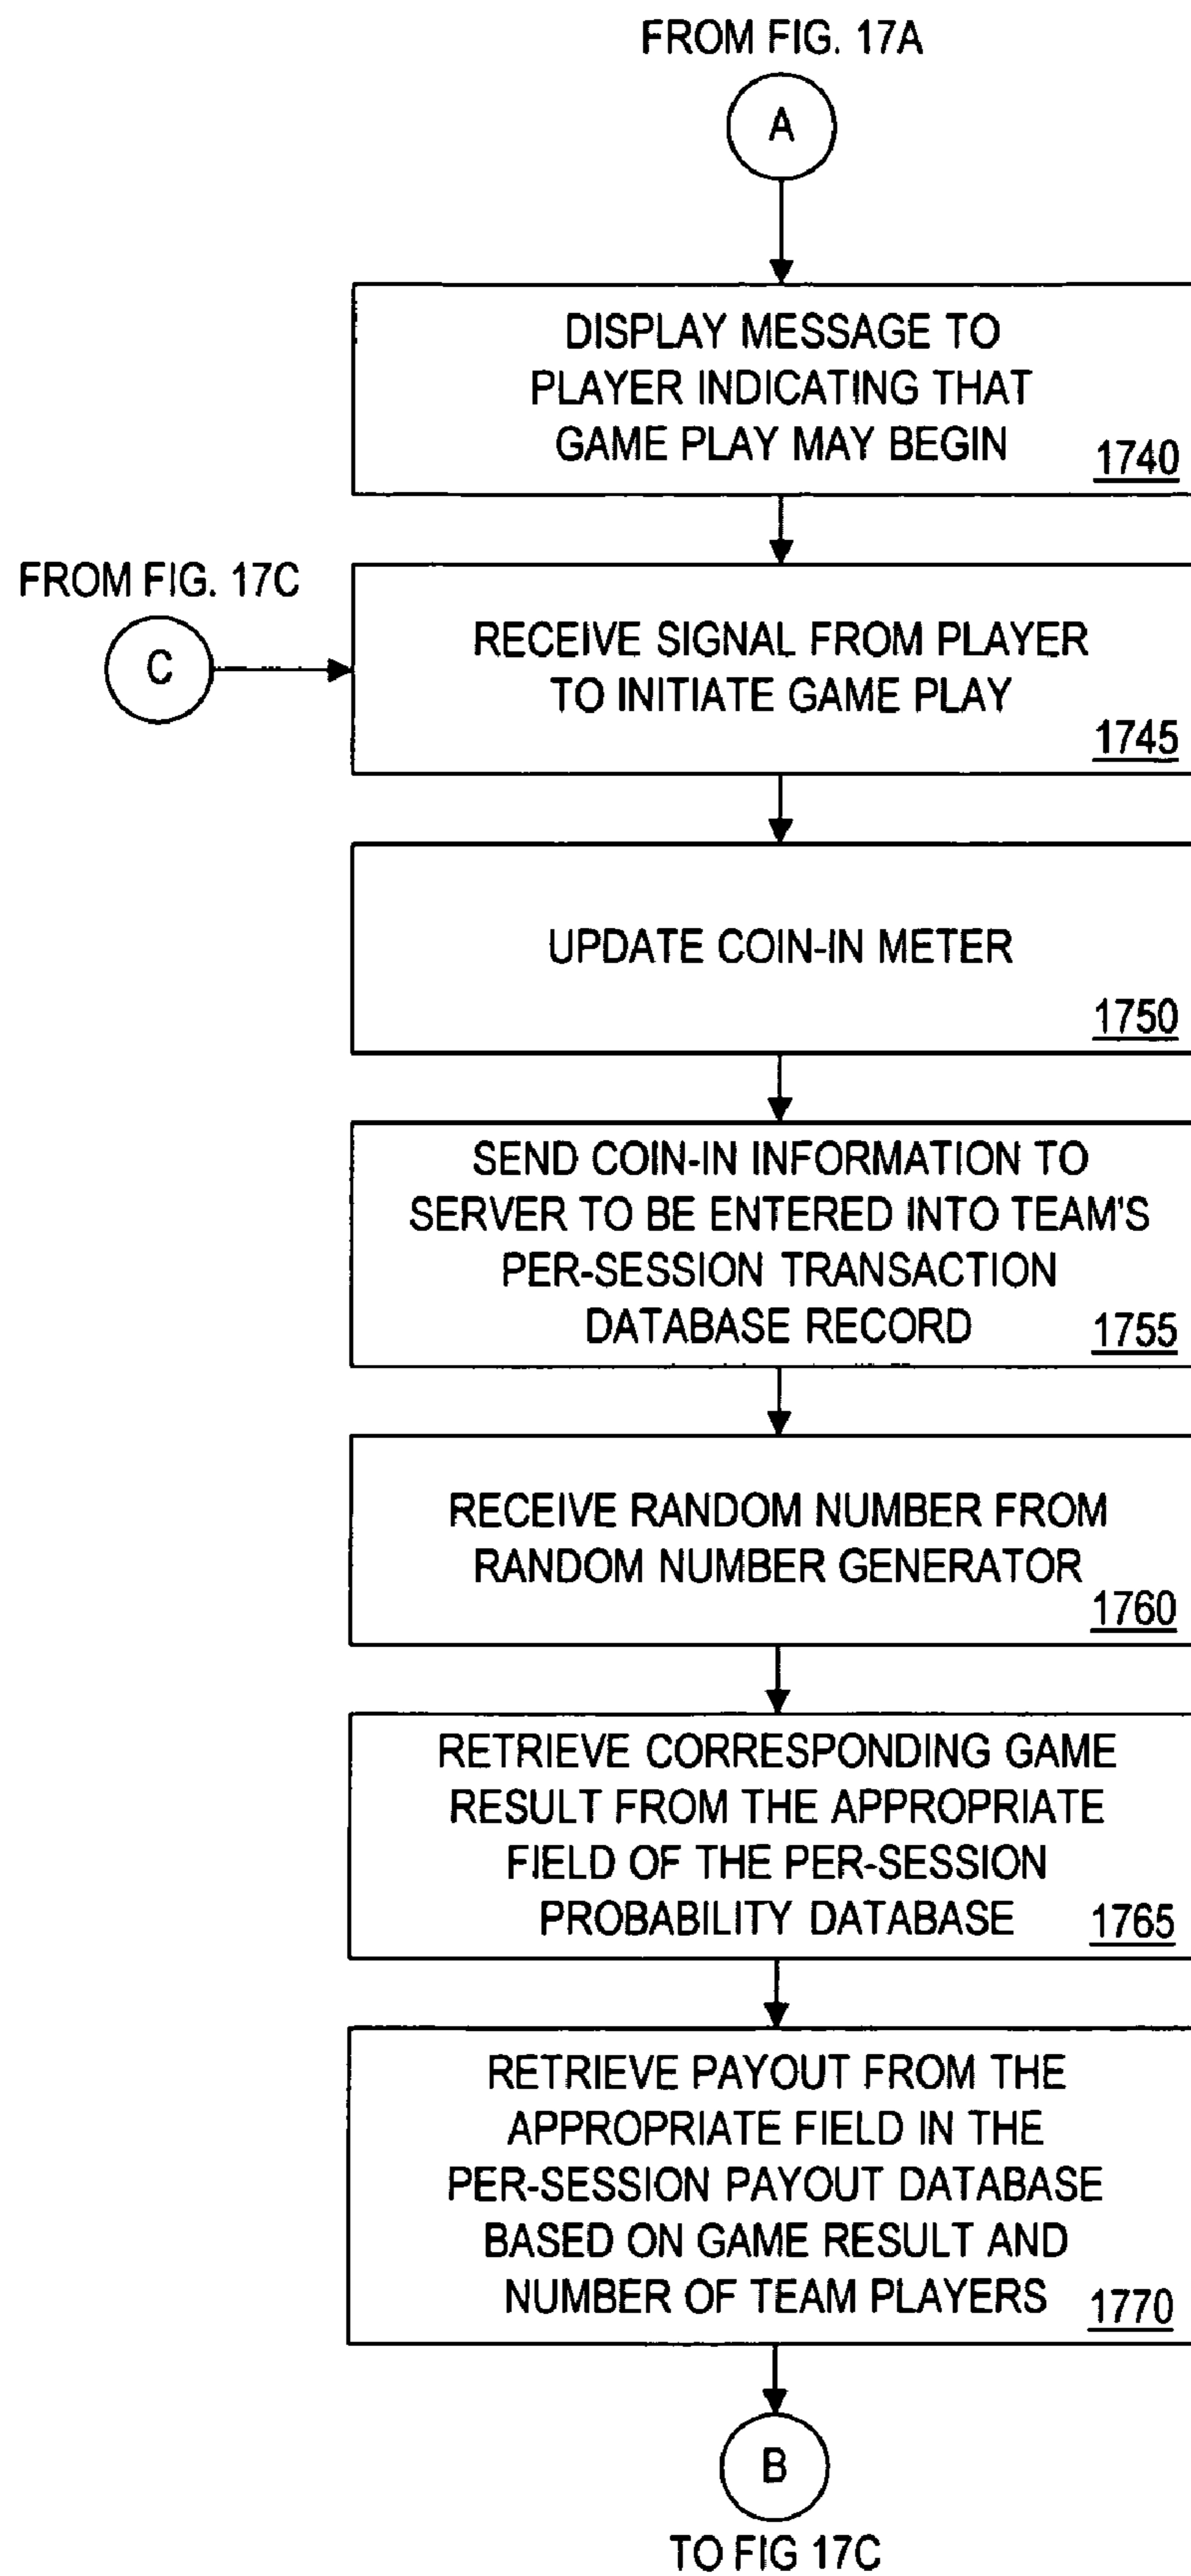 FROM FIG. 17A
A
DISPLAY MESSAGE TO
PLAYER INDICATING THAT
GAME PLAY MAY BEGIN
1740
FROM FIG. 17C
C
RECEIVE SIGNAL FROM PLAYER
TO INITIATE GAME PLAY
1745
UPDATE COIN-IN METER
1750
SEND COIN-IN INFORMATION TO
SERVER TO BE ENTERED INTO TEAM'S
PER-SESSION TRANSACTION
DATABASE RECORD
1755
RECEIVE RANDOM NUMBER FROM
RANDOM NUMBER GENERATOR
1760
RETRIEVE CORRESPONDING GAME
RESULT FROM THE APPROPRIATE
FIELD OF THE PER-SESSION
PROBABILITY DATABASE
1765
RETRIEVE PAYOUT FROM THE
APPROPRIATE FIELD IN THE
PER-SESSION PAYOUT DATABASE
BASED ON GAME RESULT AND
NUMBER OF TEAM PLAYERS
1770
B
TO FIG 17C